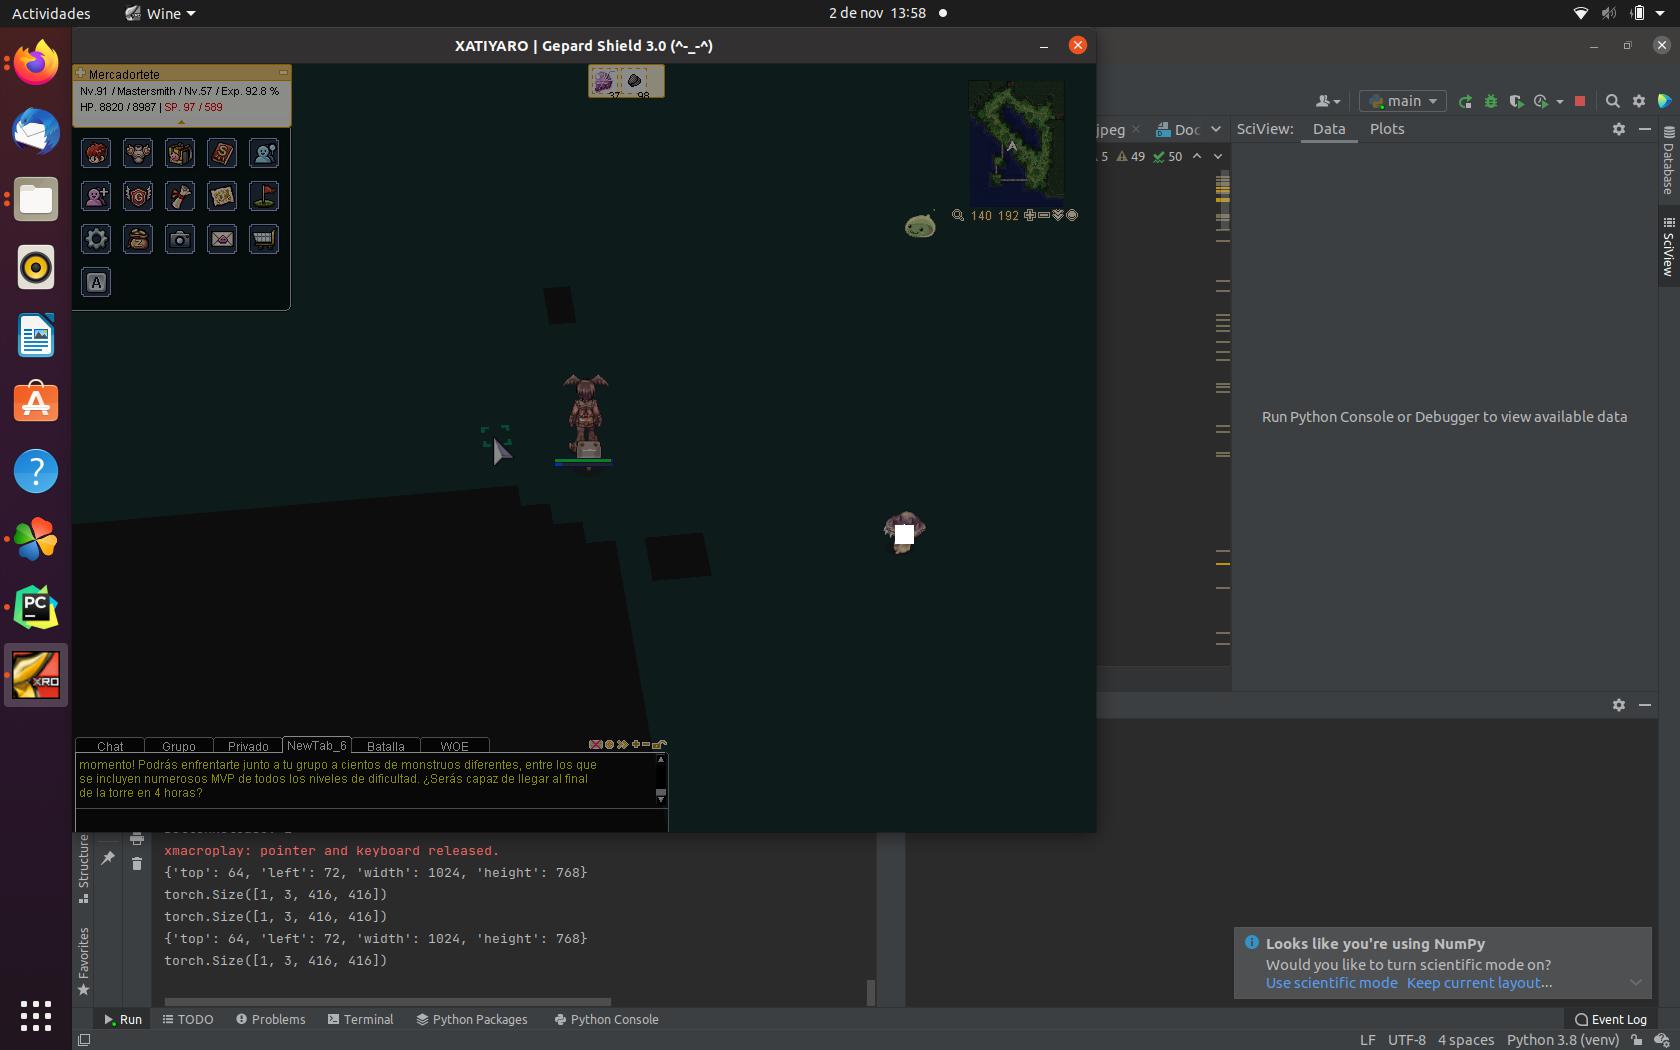 Actividades
Wine
2 de nov 13:58
XATIYARO | Gepard Shield 3.0 (^-_-^)
Mercadortete
Nv.91 / Mastersmith / Nv.57 / Exp. 92.8 %
HP. 8820 / 8987 | SP. 97 / 589
37
98
A
140 192
main
jpeg
Doc
SciView:
Data
Plots
5
49
50
Database
SciView
Run Python Console or Debugger to view available data
PC
XRO
Chat
Grupo
Privado
NewTab_6
Batalla
WOE
momento! Podrás enfrentarte junto a tu grupo a cientos de monstruos diferentes, entre los que
se incluyen numerosos MVP de todos los niveles de dificultad. ¿Serás capaz de llegar al final
de la torre en 4 horas?
xmacroplay: pointer and keyboard released.
{'top': 64, 'left': 72, 'width': 1024, 'height': 768}
torch.Size([1, 3, 416, 416])
torch.Size([1, 3, 416, 416])
{'top': 64, 'left': 72, 'width': 1024, 'height': 768}
torch.Size([1, 3, 416, 416])
Structure
Favorites
Looks like you're using NumPy
Would you like to turn scientific mode on?
Use scientific mode Keep current layout...
Run
TODO
Problems
Terminal
Python Packages
Python Console
Event Log
LF UTF-8 4 spaces Python 3.8 (venv)